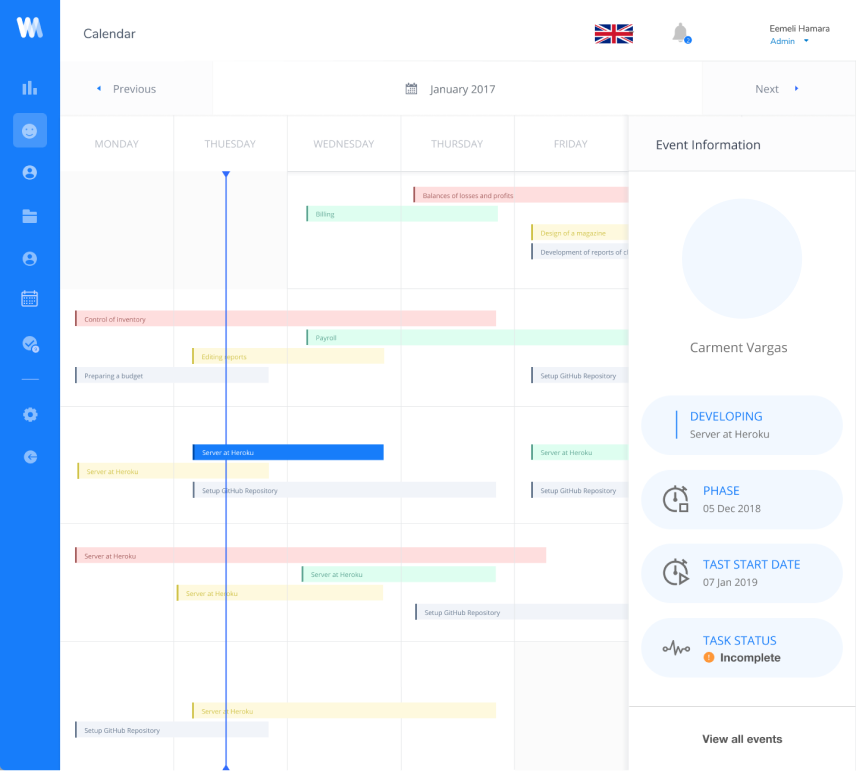 Calendar
2
Eemeli Hamara
Admin
Previous
January 2017
Next
MONDAY
THUESDAY
WEDNESDAY
THURSDAY
FRIDAY
Event Information
Balances of losses and profits
Billing
Design of a magazine
Development of reports of cl
Control of Inventory
Payroll
Editing reports
Preparing a budget
Setup GitHub Repository
Server at Heroku
Server at Heroku
Server at Heroku
Setup GitHub Repository
Setup GitHub Repository
Server at Heroku
Server at Heroku
Server at Heroku
Setup GitHub Repository
Server at Heroku
Setup GitHub Repository
Carment Vargas
DEVELOPING
Server at Heroku
PHASE
05 Dec 2018
TAST START DATE
07 Jan 2019
TASK STATUS
Incomplete
View all events